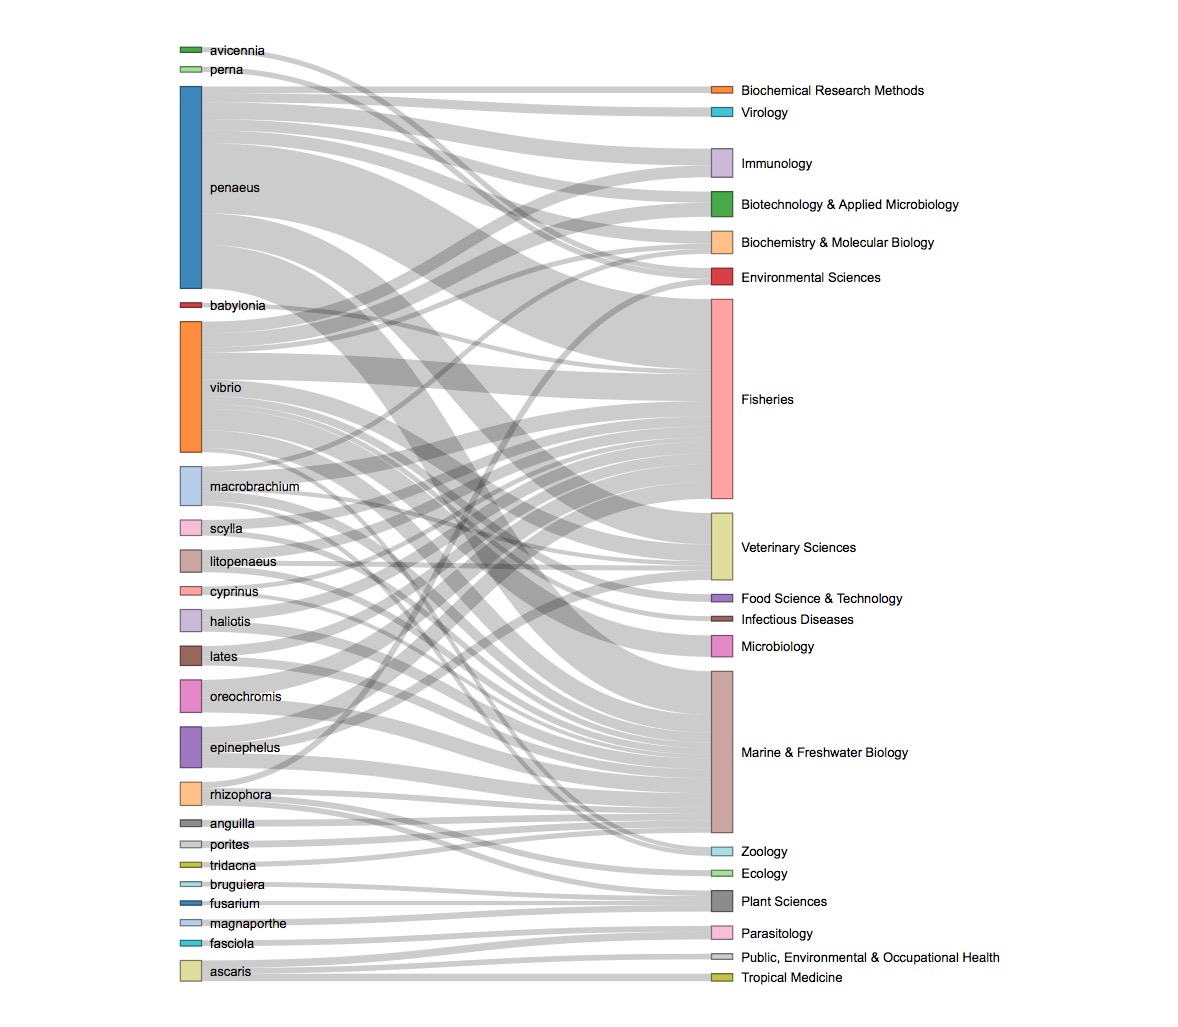 avicennia
perna
penaeus
babylonia
vibrio
macrobrachium
scylla
litopenaeus
cyprinus
haliotis
lates
oreochromis
epinephelus
rhizophora
anguilla
porites
tridacna
bruguiera
fusarium
magnaporthe
fasciola
ascaris
Biochemical Research Methods
Virology
Immunology
Biotechnology & Applied Microbiology
Biochemistry & Molecular Biology
Environmental Sciences
Fisheries
Veterinary Sciences
Food Science & Technology
Infectious Diseases
Microbiology
Marine & Freshwater Biology
Zoology
Ecology
Plant Sciences
Parasitology
Public, Environmental & Occupational Health
Tropical Medicine